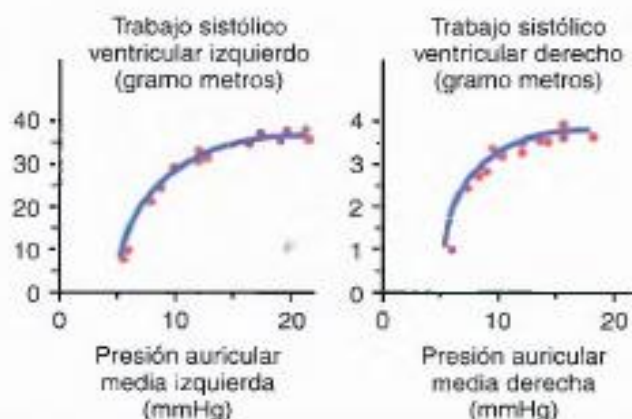 Trabajo sistólico
ventricular izquierdo
(gramo metros)
40
30
20
10
0
0
10
20
Presión auricular
media izquierda
(mmHg)
Trabajo sistólico
ventricular derecho
(gramo metros)
4
3
2
1
0
0
10
20
Presión auricular
media derecha
(mmHg)